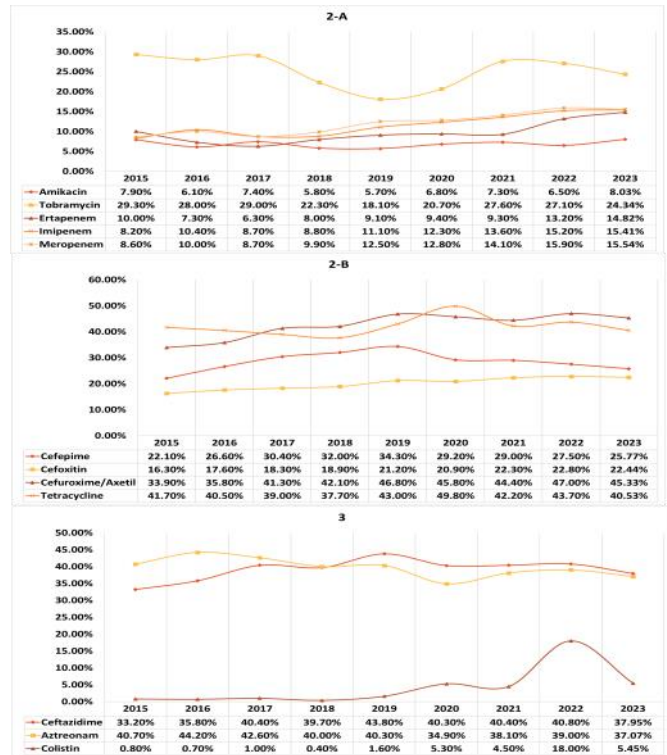 2-A
35.00%
30.00%
25.00%
20.00%
15.00%
10.00%
5.00%
0.00%
2015 2016 2017 2018 2019 2020 2021 2022 2023
Amikacin 7.90% 6.10% 7.40% 5.80% 5.70% 6.80% 7.30% 6.50% 8.03%
Tobramycin 29.30% 28.00% 29.00% 22.30% 18.10% 20.70% 27.60% 27.10% 24.34%
Ertapenem 10.00% 7.30% 6.30% 8.00% 9.10% 9.40% 9.30% 13.20% 14.82%
Imipenem 8.20% 10.40% 8.70% 8.80% 11.10% 12.30% 13.60% 15.20% 15.41%
Meropenem 8.60% 10.00% 8.70% 9.90% 12.50% 12.80% 14.10% 15.90% 15.54%
2-B
60.00%
50.00%
40.00%
30.00%
20.00%
10.00%
0.00%
2015 2016 2017 2018 2019 2020 2021 2022 2023
Cefepime 22.10% 26.60% 30.40% 32.00% 34.30% 29.20% 29.00% 27.50% 25.77%
Cefoxitin 16.30% 17.60% 18.30% 18.90% 21.20% 20.90% 22.30% 22.80% 22.44%
Cefuroxime/Axetil 33.90% 35.80% 41.30% 42.10% 46.80% 45.80% 44.40% 47.00% 45.33%
Tetracycline 41.70% 40.50% 39.00% 37.70% 43.00% 49.80% 42.20% 43.70% 40.53%
3
50.00%
45.00%
40.00%
35.00%
30.00%
25.00%
20.00%
15.00%
10.00%
5.00%
0.00%
2015 2016 2017 2018 2019 2020 2021 2022 2023
Ceftazidime 33.20% 35.80% 40.40% 39.70% 43.80% 40.30% 40.40% 40.80% 37.95%
Aztreonam 40.70% 44.20% 42.60% 40.00% 40.30% 34.90% 38.10% 39.00% 37.07%
Colistin 0.80% 0.70% 1.00% 0.40% 1.60% 5.30% 4.50% 18.00% 5.45%